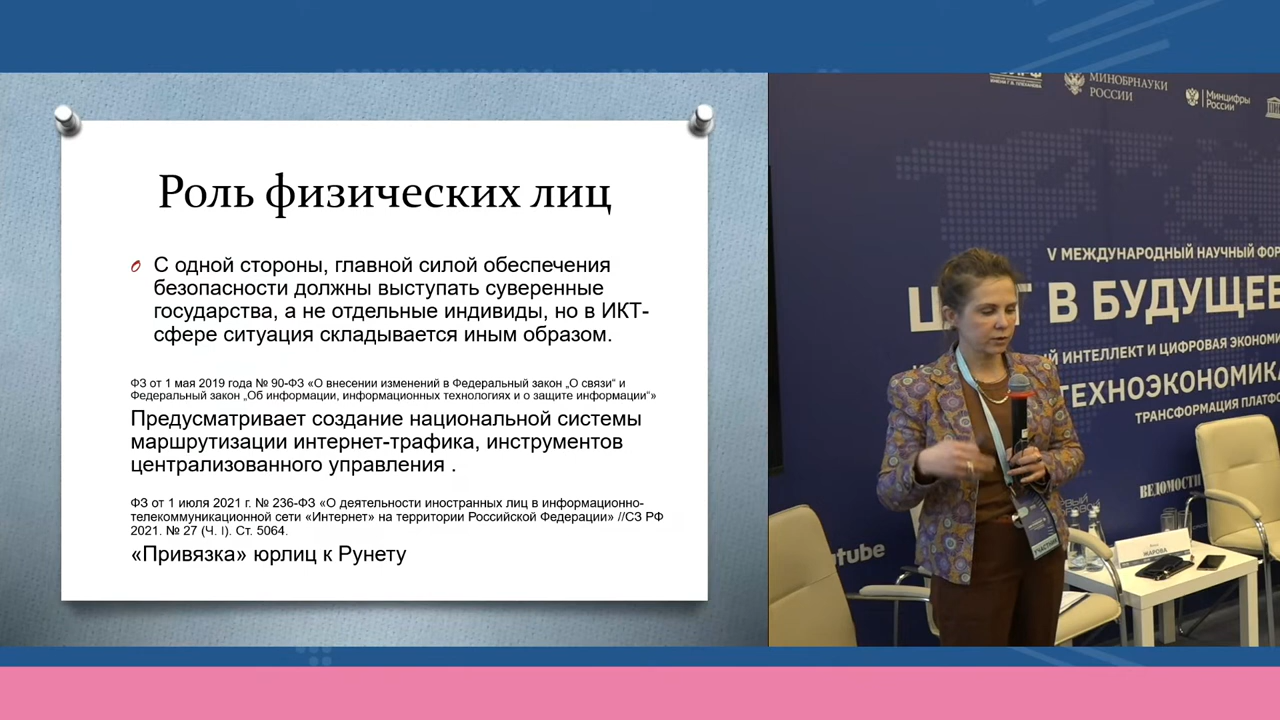 Роль физических лиц
С одной стороны, главной силой обеспечения
безопасности должны выступать суверенные
государства, а не отдельные индивиды, но в ИКТ-
сфере ситуация складывается иным образом.
ФЗ от 1 мая 2019 года № 90-ФЗ «О внесении изменений в Федеральный закон „О связи“ и
Федеральный закон „Об информации, информационных технологиях и о защите информации“»
Предусматривает создание национальной системы
маршрутизации интернет-трафика, инструментов
централизованного управления .
ФЗ от 1 июля 2021 г. № 236-ФЗ «О деятельности иностранных лиц в информационно-
телекоммуникационной сети «Интернет» на территории Российской Федерации» //СЗ РФ
2021. № 27 (Ч. I). Ст. 5064.
«Привязка» юрлиц к Рунету
МИНОБРНАУКИ
РОССИИ
Минцифры
России
V МЕЖДУНАРОДНЫЙ НАУЧНЫЙ ФОР
В БУДУЩЕЕ
ИНТЕЛЛЕКТ И ЦИФРОВАЯ ЭКОНОМИ
ТЕХНОЭКОНОМИКА
ТРАНСФОРМАЦИЯ ПЛАТФО
ВЕДОМОСТИ
tube
ЖАРОВА
УЧАСТНИК